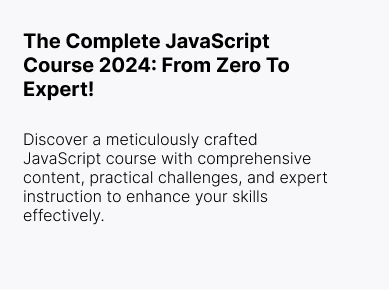 The Complete JavaScript
Course 2024: From Zero To
Expert!
Discover a meticulously crafted
JavaScript course with comprehensive
content, practical challenges, and expert
instruction to enhance your skills
effectively.